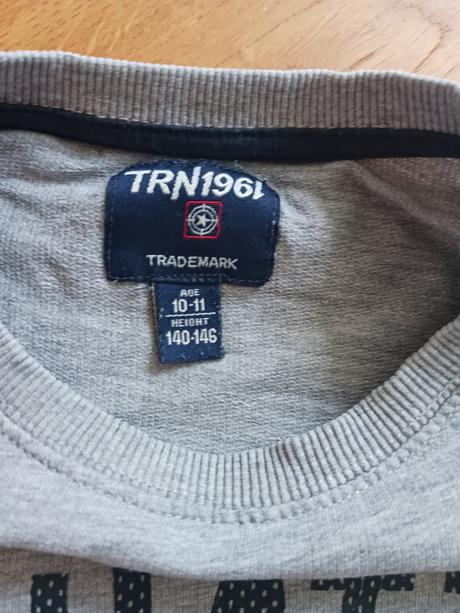 TRN1961
TRADEMARK
AGE
10-11
HEIGHT
140-146